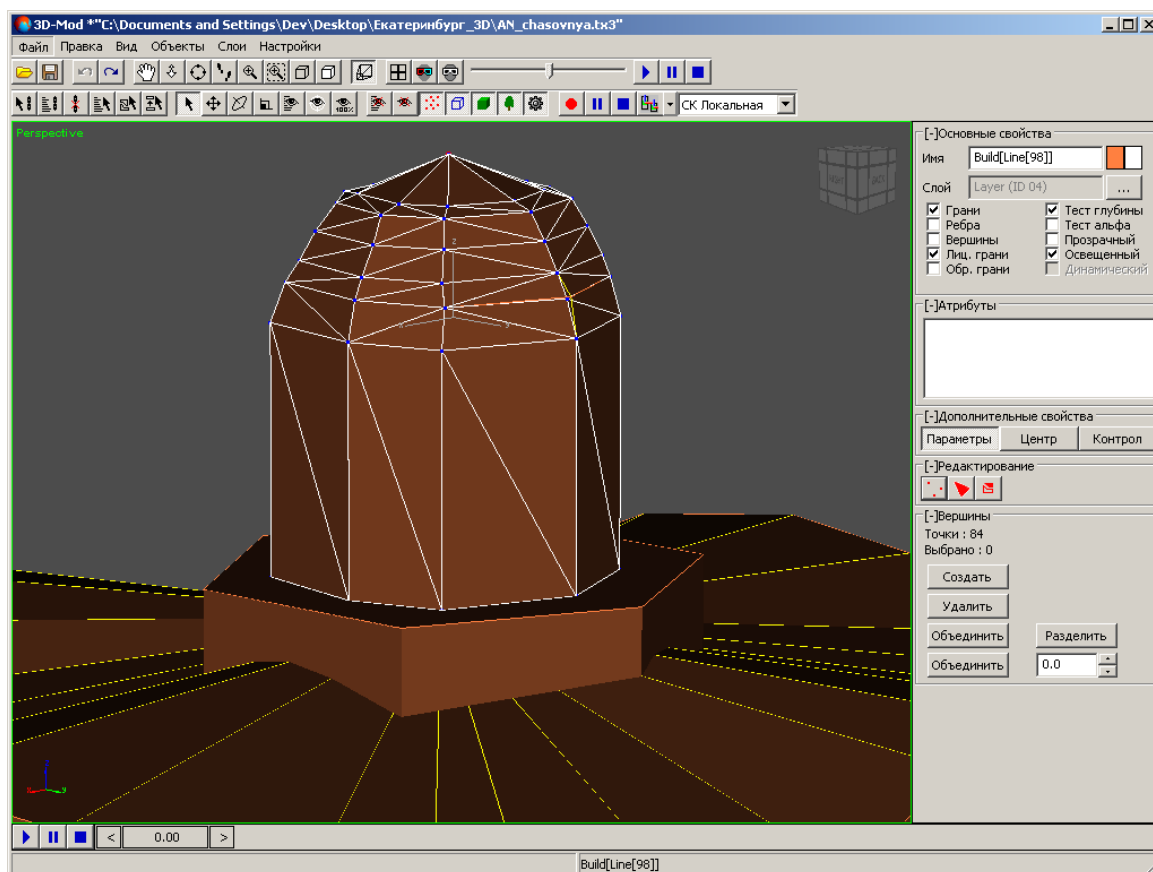 3D-Mod *"C:\Documents and Settings\Dev\Desktop\Екатеринбург_3D\AN_chasovnya.tx3"
Файл Правка Вид Объекты Слои Настройки
100%
СК Локальная
Perspective
RIGHT BACK
[-]Основные свойства
Имя Build[Line[98]]
Слой Layer (ID 04) ...
Грани Тест глубины
Ребра Тест альфа
Вершины Прозрачный
Лиц. грани Освещенный
Обр. грани Динамический
[-]Атрибуты
[-]Дополнительные свойства
Параметры Центр Контрол
[-]Редактирование
[-]Вершины
Точки : 84
Выбрано : 0
Создать
Удалить
Объединить Разделить
Объединить 0.0
z
< 0.00 >
Build[Line[98]]